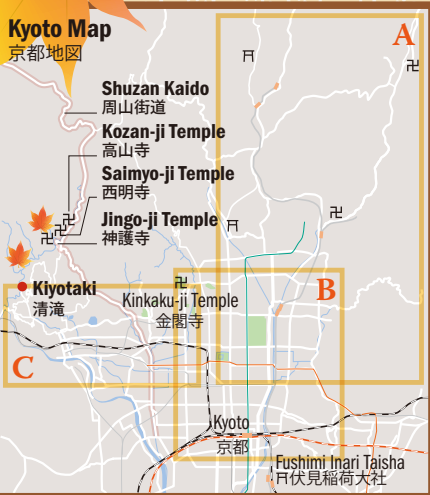 Kyoto Map
京都地図
A
Shuzan Kaido
周山街道
Kozan-ji Temple
高山寺
Saimyo-ji Temple
西明寺
Jingo-ji Temple
神護寺
Kiyotaki
清滝
Kinkaku-ji Temple
金閣寺
B
C
Kyoto
京都
Fushimi Inari Taisha
伏見稲荷大社